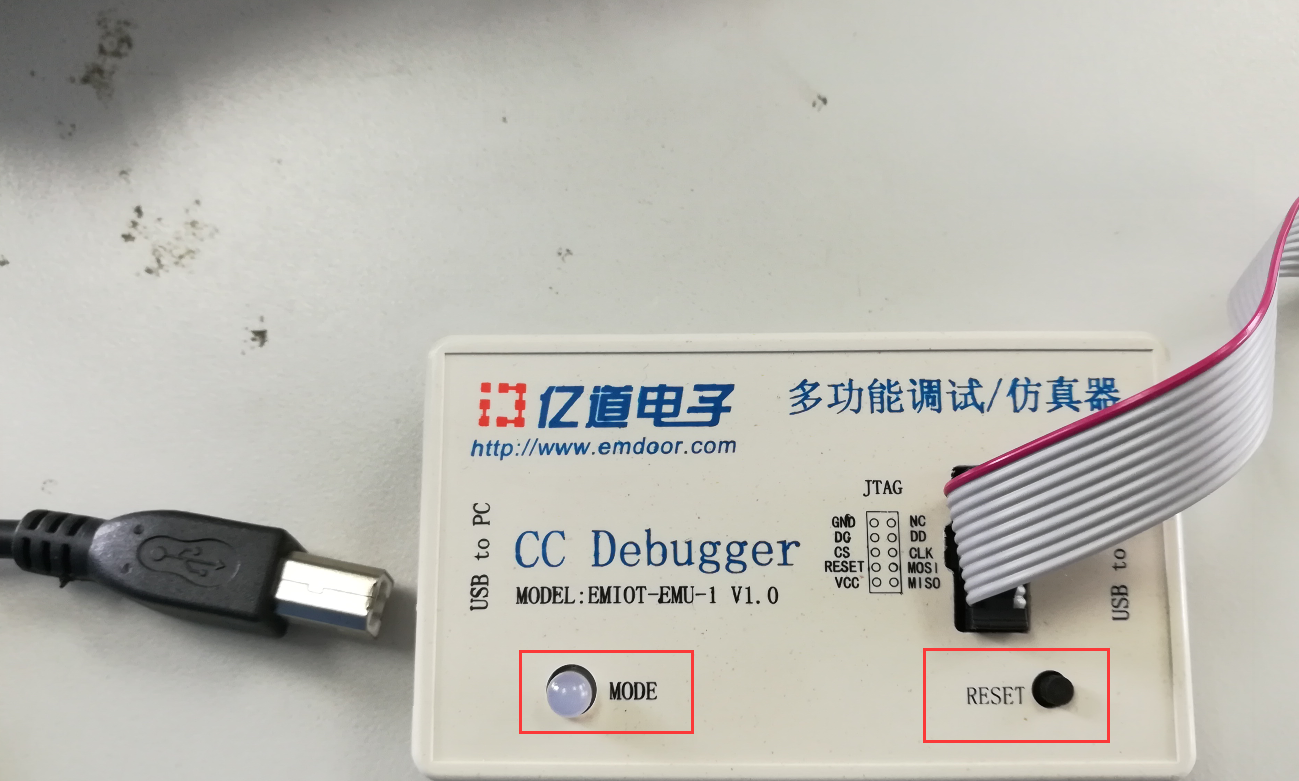 亿道电子
多功能调试/仿真器
http://www.emdoor.com
JTAG
GND NC
DG DD
CS CLK
RESET MOSI
VCC MISO
USB to PC
CC Debugger
MODEL:EMIOT-EMU-1 V1.0
USB to
MODE
RESET